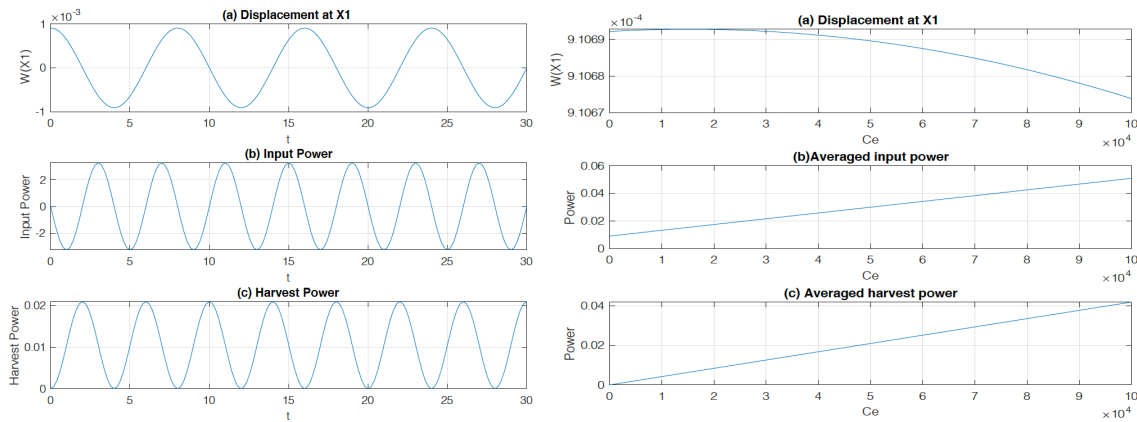 ×10⁻³
(a) Displacement at X1
1
0
-1
W(X1)
0 5 10 15 20 25 30
t
(b) Input Power
2
0
-2
Input Power
0 5 10 15 20 25 30
t
(c) Harvest Power
0.02
0.01
0
Harvest Power
0 5 10 15 20 25 30
t
×10⁻⁴
(a) Displacement at X1
9.1069
9.1068
9.1067
W(X1)
0 1 2 3 4 5 6 7 8 9 10
Ce
×10⁴
(b)Averaged input power
0.06
0.04
0.02
0
Power
0 1 2 3 4 5 6 7 8 9 10
Ce
×10⁴
(c) Averaged harvest power
0.04
0.02
0
Power
0 1 2 3 4 5 6 7 8 9 10
Ce
×10⁴